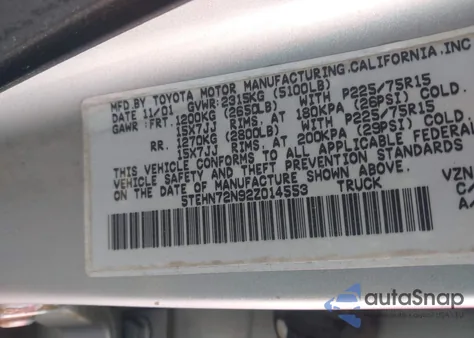 MFD.BY TOYOTA MOTOR MANUFACTURING.CALIFORNIA.INC
DATE 11/01 GVWR:2315KG (5100LB)
GAWR : FRT. 1200KG (2650LB) WITH P225/75R15
15X7JJ RIMS. AT 180KPA (26PSI) COLD.
RR. 1270KG (2800LB) WITH P225/75R15
15X7JJ RIMS. AT 200KPA (29PSI) COLD.
THIS VEHICLE CONFORMS TO ALL APPLICABLE FEDERAL
VEHICLE SAFETY AND THEFT PREVENTION STANDARDS
ON THE DATE OF MANUFACTURE SHOWN ABOVE.
5TEHN72N92Z014553 TRUCK
VZN
C
A/
autoSnap